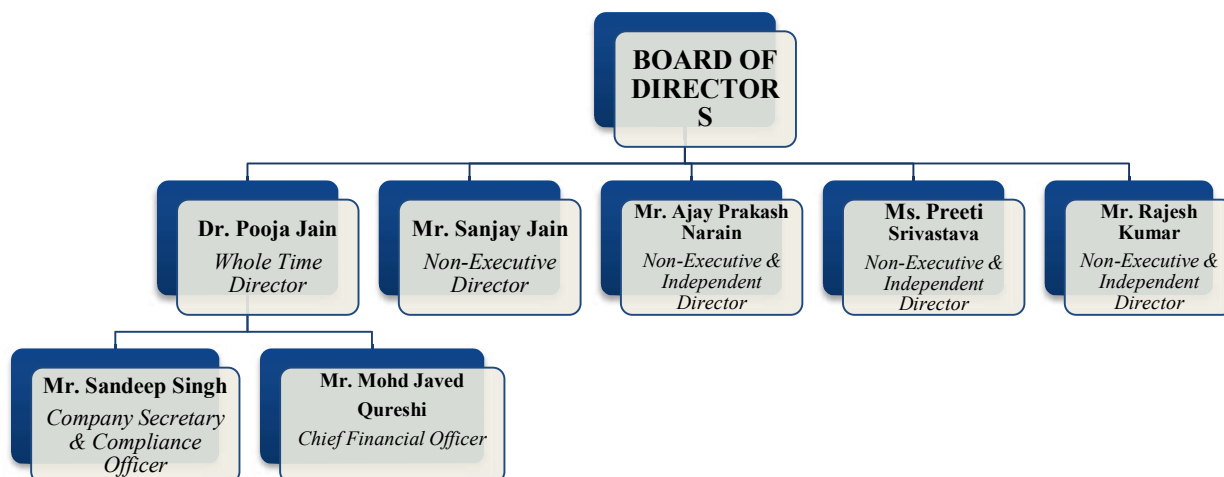 BOARD OF
DIRECTOR
S
Dr. Pooja Jain
Whole Time
Director
Mr. Sanjay Jain
Non-Executive
Director
Mr. Ajay Prakash
Narain
Non-Executive &
Independent
Director
Ms. Preeti
Srivastava
Non-Executive &
Independent
Director
Mr. Rajesh
Kumar
Non-Executive &
Independent
Director
Mr. Sandeep Singh
Company Secretary
& Compliance
Officer
Mr. Mohd Javed
Qureshi
Chief Financial Officer